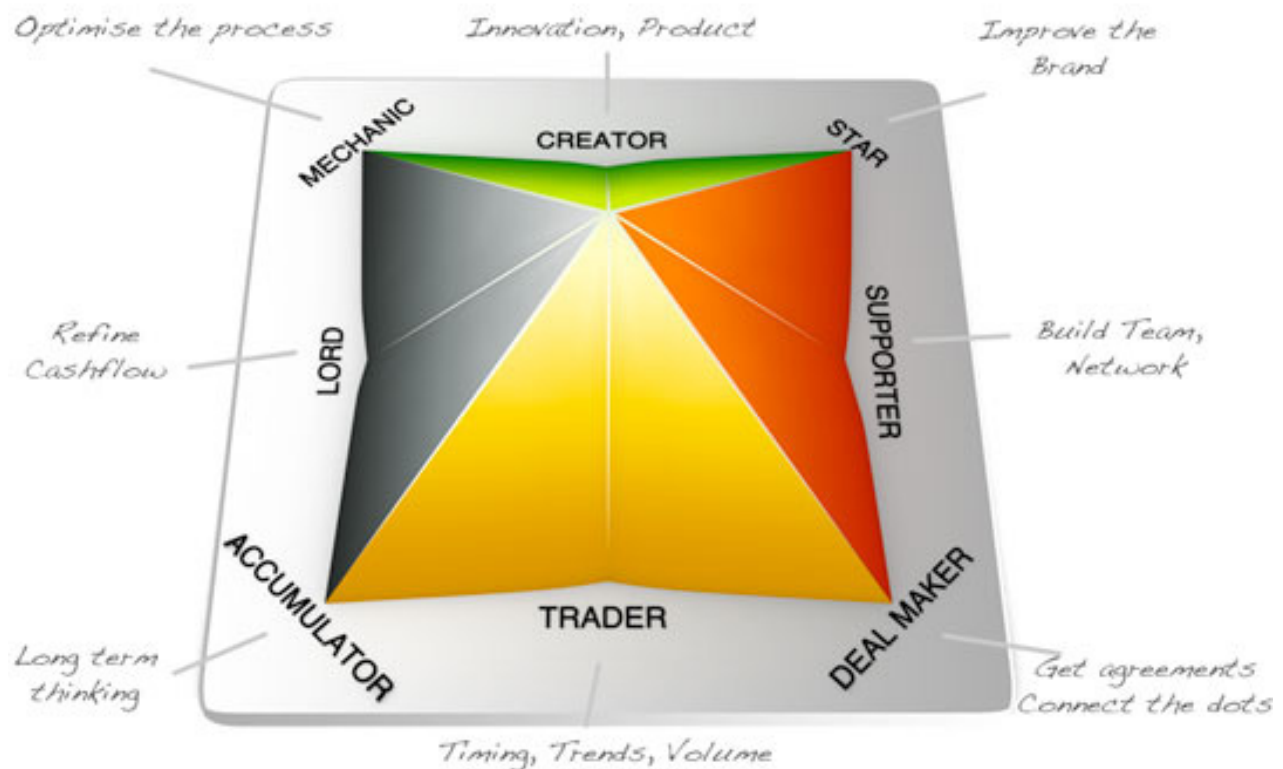 Optimise the process
Innovation, Product
Improve the
Brand
MECHANIC
CREATOR
STAR
Refine
Cashflow
LORD
SUPPORTER
Build Team,
Network
ACCUMULATOR
TRADER
DEAL MAKER
Long term
thinking
Get agreements
Connect the dots
Timing, Trends, Volume